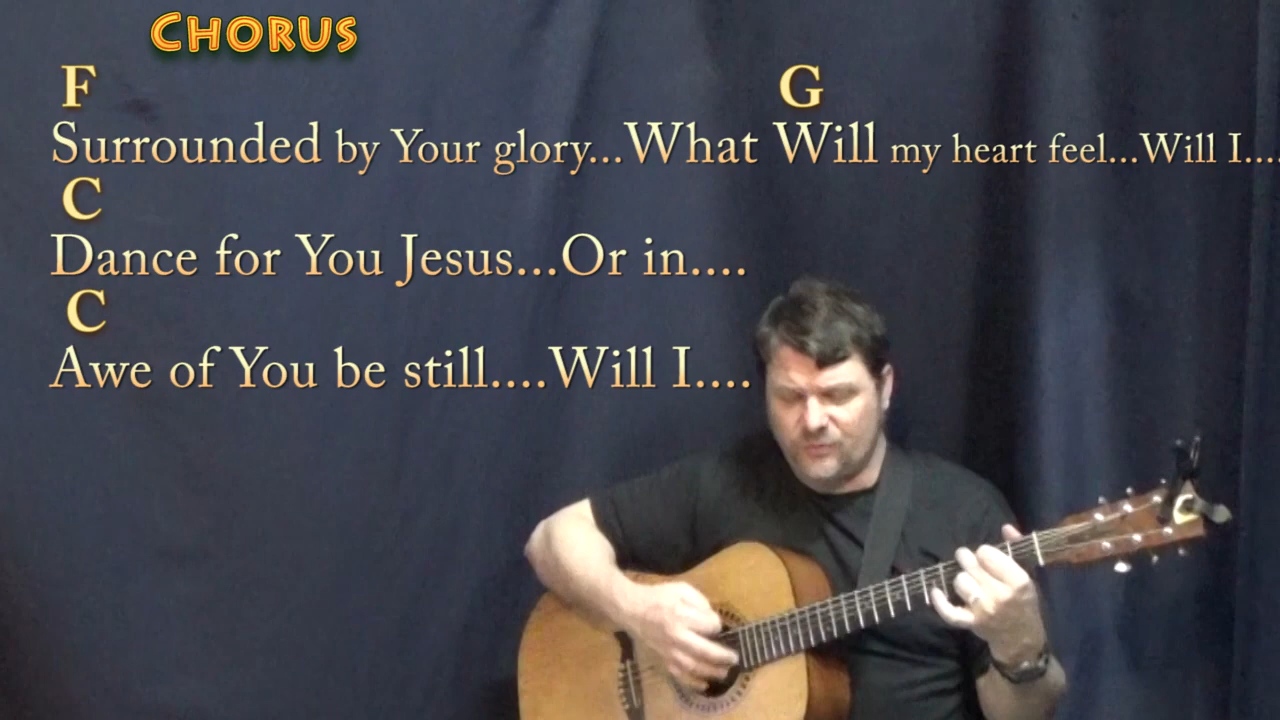 CHORUS
F G
Surrounded by Your glory...What Will my heart feel...Will I....
C
Dance for You Jesus...Or in....
C
Awe of You be still....Will I....